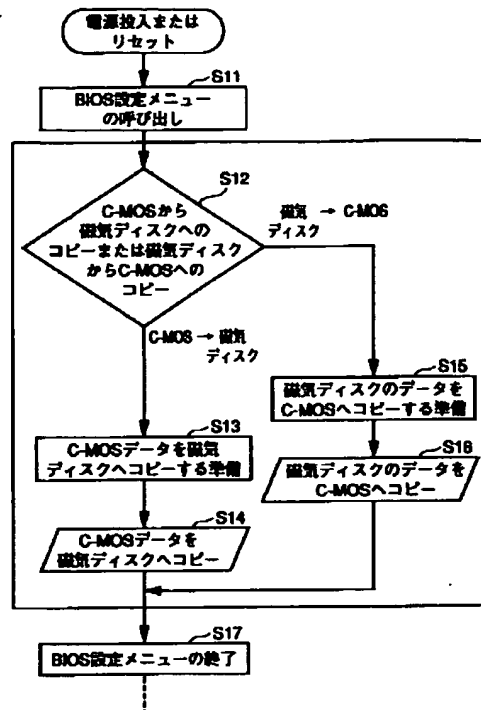 電源投入または
リセット
S11
BIOS設定メニュー
の呼び出し
S12
C-MOSから
磁気ディスクへの
コピーまたは磁気ディスク
からC-MOSへの
コピー
磁気 → C-MOS
ディスク
C-MOS → 磁気
ディスク
S15
磁気ディスクのデータを
C-MOSへコピーする準備
S13
C-MOSデータを磁気
ディスクへコピーする準備
S16
磁気ディスクのデータを
C-MOSへコピー
S14
C-MOSデータを
磁気ディスクへコピー
S17
BIOS設定メニューの終了